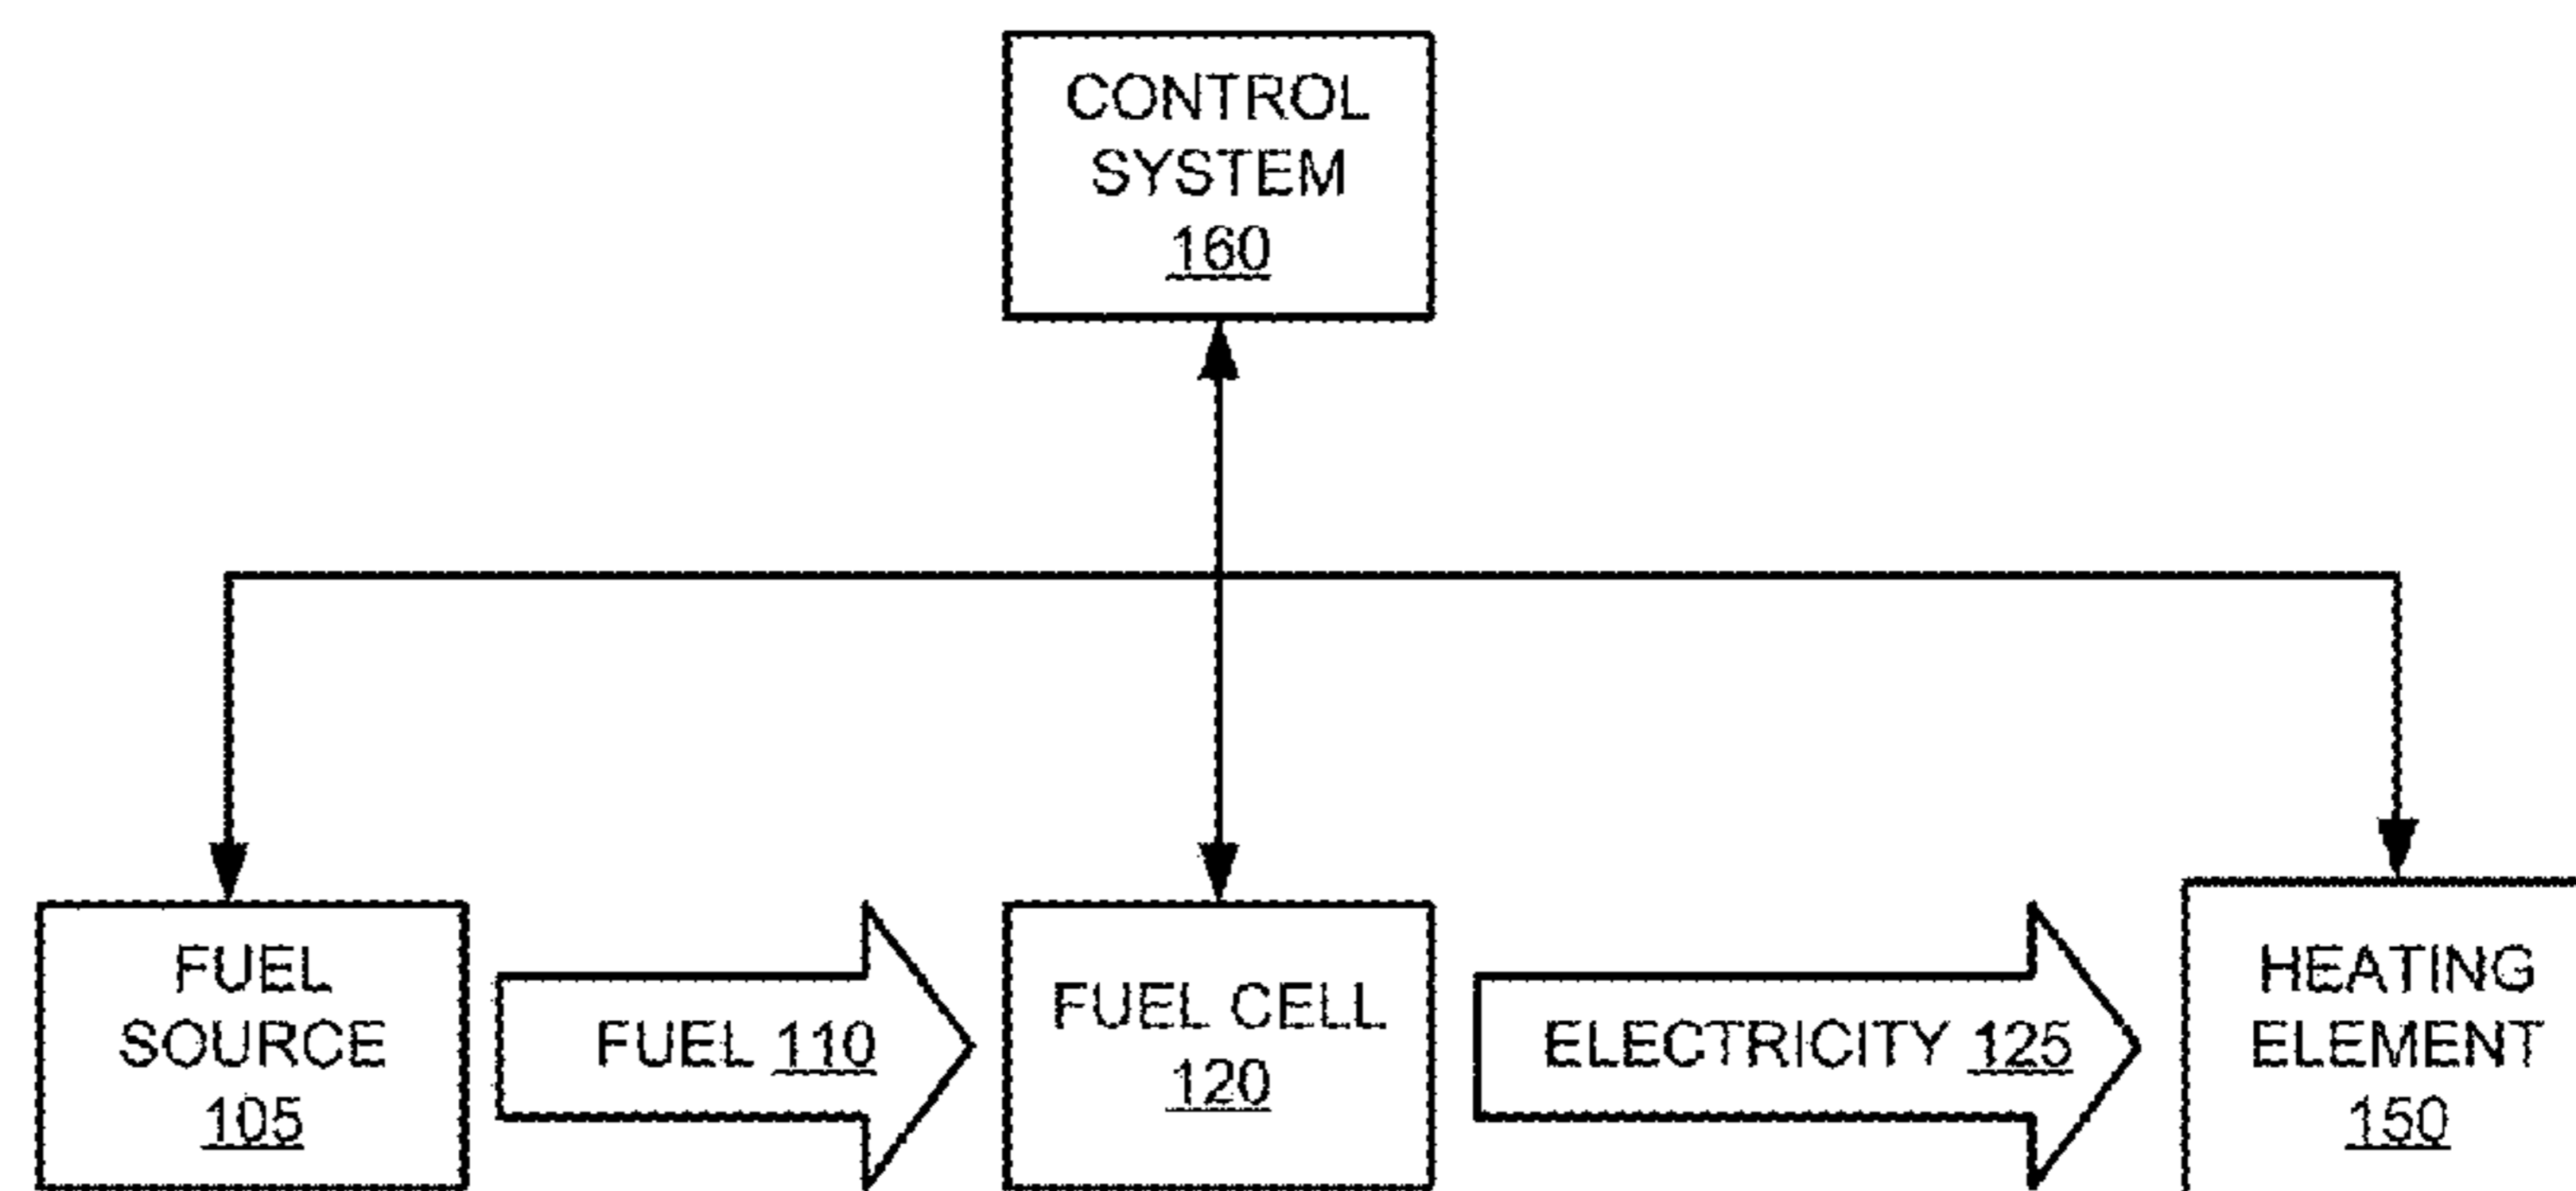 CONTROL
SYSTEM
160
FUEL
SOURCE
105
FUEL 110
FUEL CELL
120
ELECTRICITY 125
HEATING
ELEMENT
150